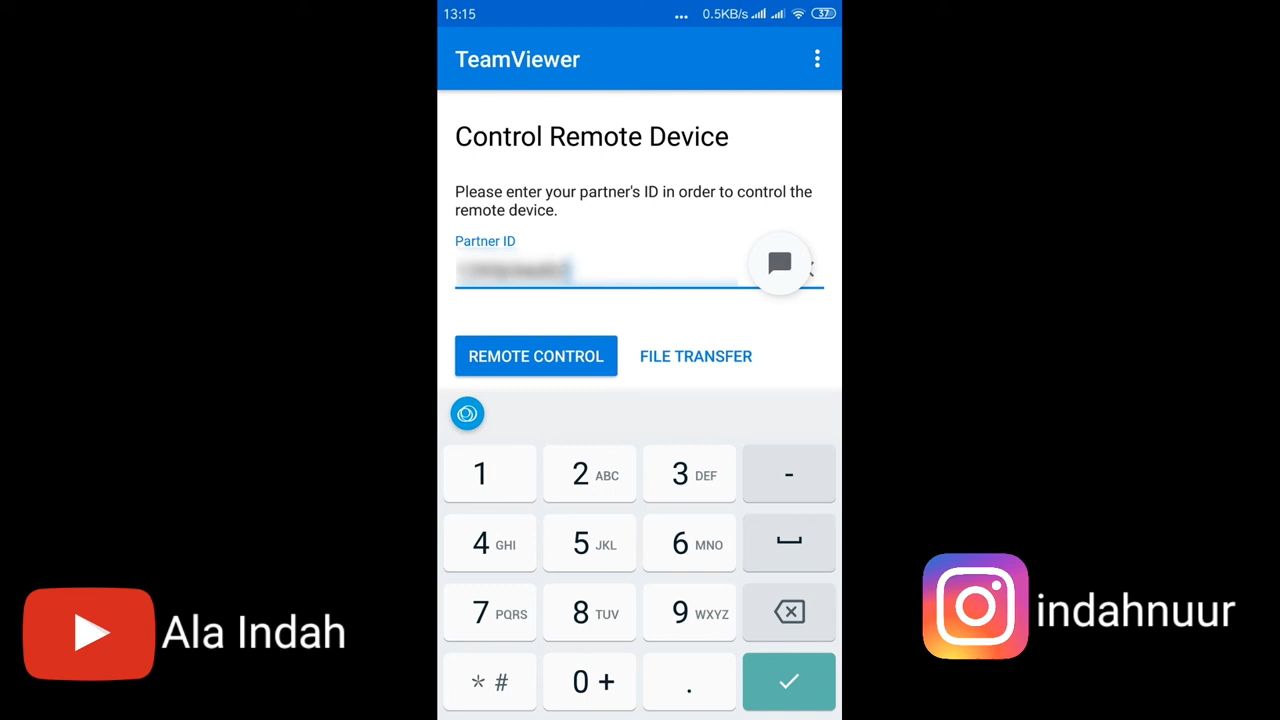 13:15
... 0.5KB/s 37
TeamViewer
Control Remote Device
Please enter your partner's ID in order to control the
remote device.
Partner ID
REMOTE CONTROL FILE TRANSFER
1 2 ABC 3 DEF -
4 GHI 5 JKL 6 MNO
7 PQRS 8 TUV 9 WXYZ
* # 0 + .
Ala Indah
indahnuur